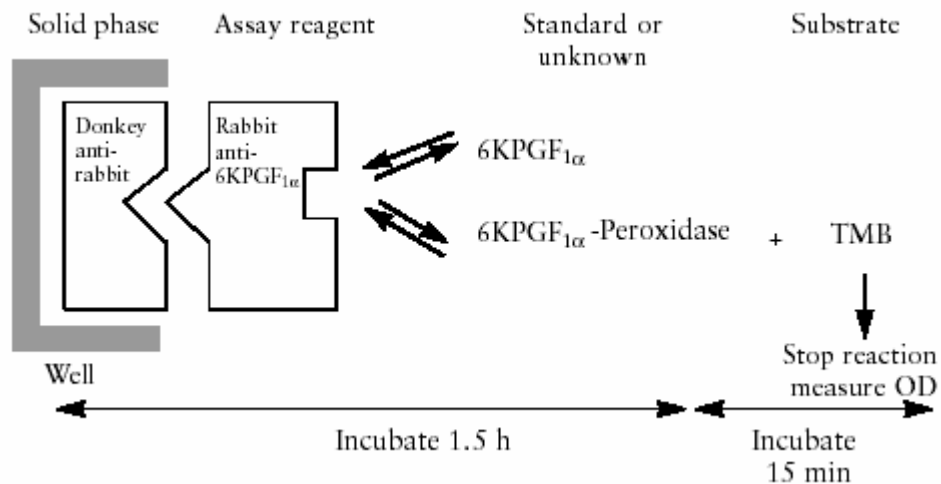 Solid phase
Assay reagent
Standard or
unknown
Substrate
Donkey
anti-
rabbit
Rabbit
anti-
6KPGF1α
6KPGF1α
6KPGF1α -Peroxidase + TMB
Stop reaction
measure OD
Well
Incubate 1.5 h
Incubate
15 min